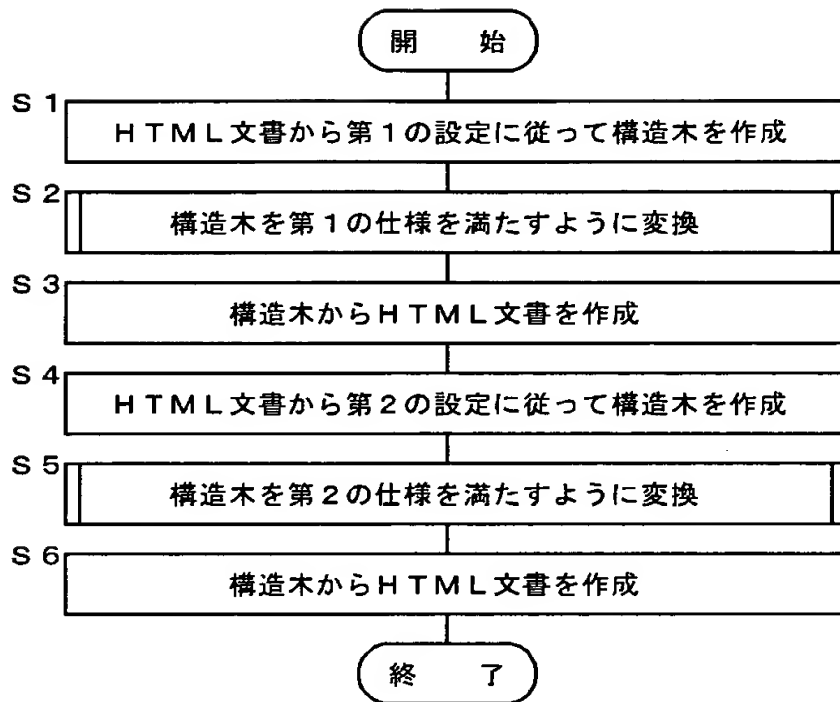 開　始
Ｓ１
ＨＴＭＬ文書から第１の設定に従って構造木を作成
Ｓ２
構造木を第１の仕様を満たすように変換
Ｓ３
構造木からＨＴＭＬ文書を作成
Ｓ４
ＨＴＭＬ文書から第２の設定に従って構造木を作成
Ｓ５
構造木を第２の仕様を満たすように変換
Ｓ６
構造木からＨＴＭＬ文書を作成
終　了